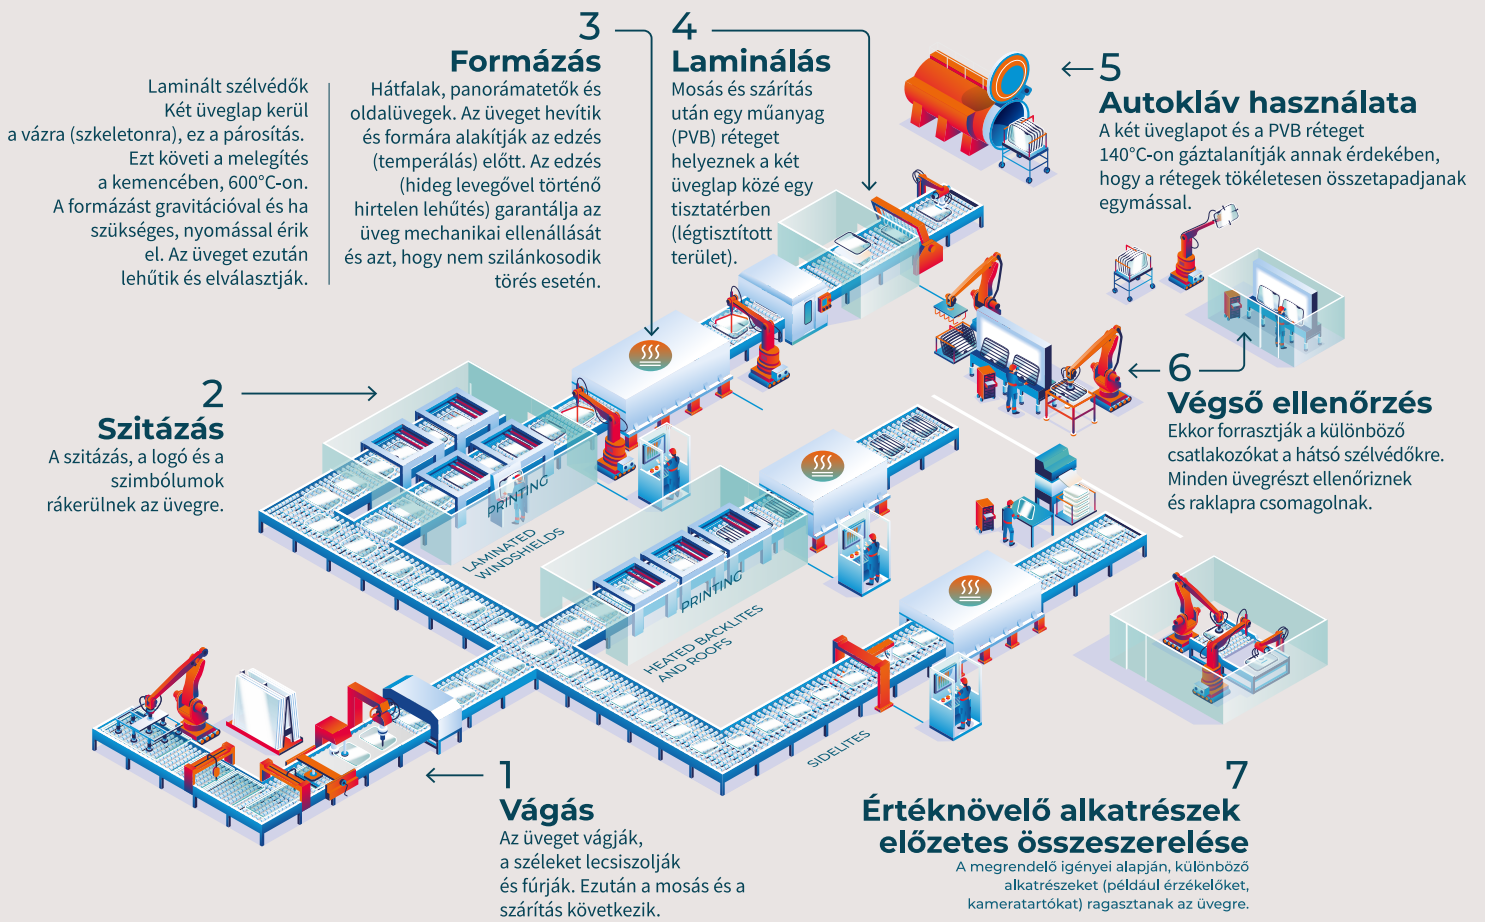 1
Vágás
Az üveget vágják,
a széleket lecsiszolják
és fúrják. Ezután a mosás és a
szárítás következik.
2
Szitázás
A szitázás, a logó és a
szimbólumok
rákerülnek az üvegre.
3
Formázás
Laminált szélvédők
Két üveglap kerül
a vázra (szkeletonra), ez a párosítás.
Ezt követi a melegítés
a kemencében, 600°C-on.
A formázást gravitációval és ha
szükséges, nyomással érik
el. Az üveget ezután
lehűtik és elválasztják.
Hátfalak, panorámatetők és
oldalüvegek. Az üveget hevítik
és formára alakítják az edzés
(temperálás) előtt. Az edzés
(hideg levegővel történő
hirtelen lehűtés) garantálja az
üveg mechanikai ellenállását
és azt, hogy nem szilánkosodik
törés esetén.
4
Laminálás
Mosás és szárítás
után egy műanyag
(PVB) réteget
helyeznek a két
üveglap közé egy
tisztatérben
(légtisztított
terület).
5
Autokláv használata
A két üveglapot és a PVB réteget
140°C-on gáztalanítják annak érdekében,
hogy a rétegek tökéletesen összetapadjanak
egymással.
6
Végső ellenőrzés
Ekkor forrasztják a különböző
csatlakozókat a hátsó szélvédőkre.
Minden üvegrészt ellenőriznek
és raklapra csomagolnak.
7
Értéknövelő alkatrészek
előzetes összeszerelése
A megrendelő igényei alapján, különböző
alkatrészeket (például érzékelőket,
kameratartókat) ragasztanak az üvegre.
PRINTING
LAMINATED
WINDSHIELDS
PRINTING
HEATED BACKLITES
AND ROOFS
SIDELITES